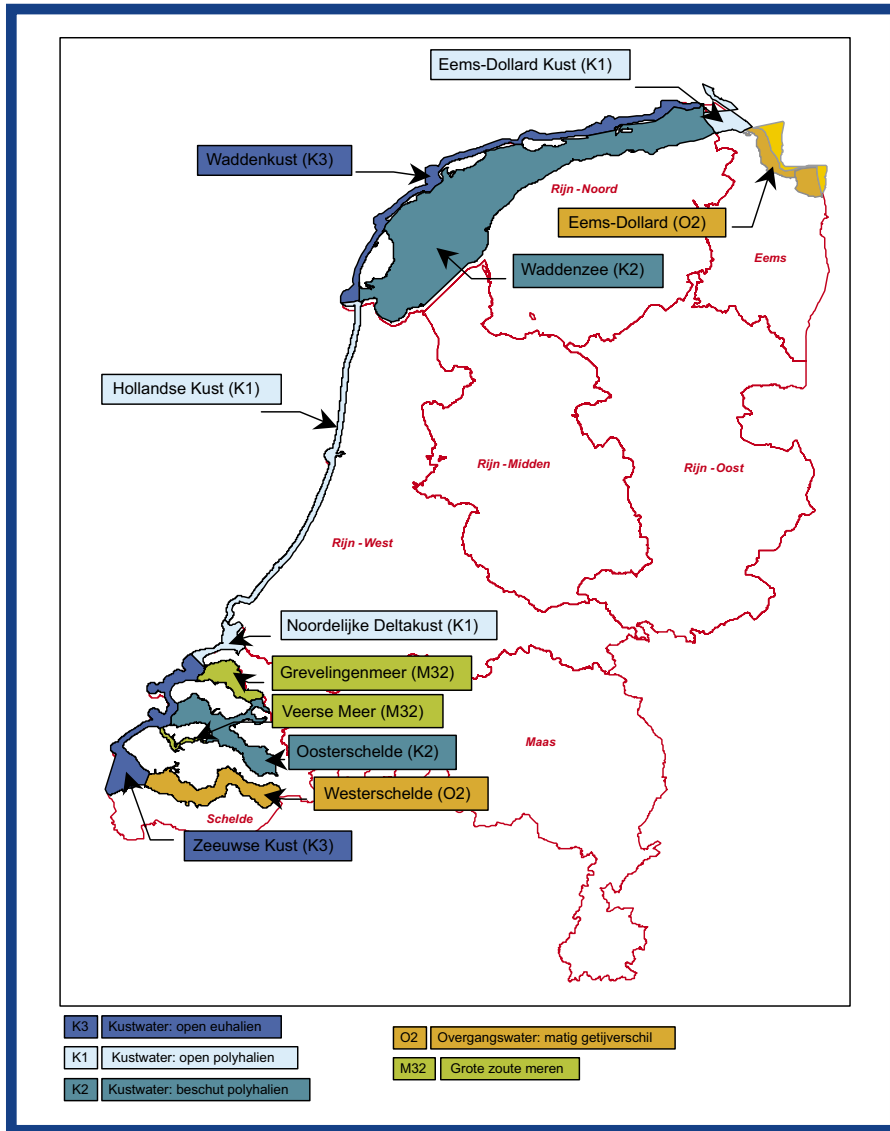 Eems-Dollard Kust (K1)
Waddenkust (K3)
Rijn-Noord
Eems-Dollard (O2)
Eems
Waddenzee (K2)
Hollandse Kust (K1)
Rijn-Midden
Rijn-Oost
Rijn-West
Noordelijke Deltakust (K1)
Grevelingenmeer (M32)
Veerse Meer (M32)
Maas
Oosterschelde (K2)
Westerschelde (O2)
Schelde
Zeeuwse Kust (K3)
K3 Kustwater: open euhalien
K1 Kustwater: open polyhalien
K2 Kustwater: beschut polyhalien
O2 Overgangswater: matig getijverschil
M32 Grote zoute meren